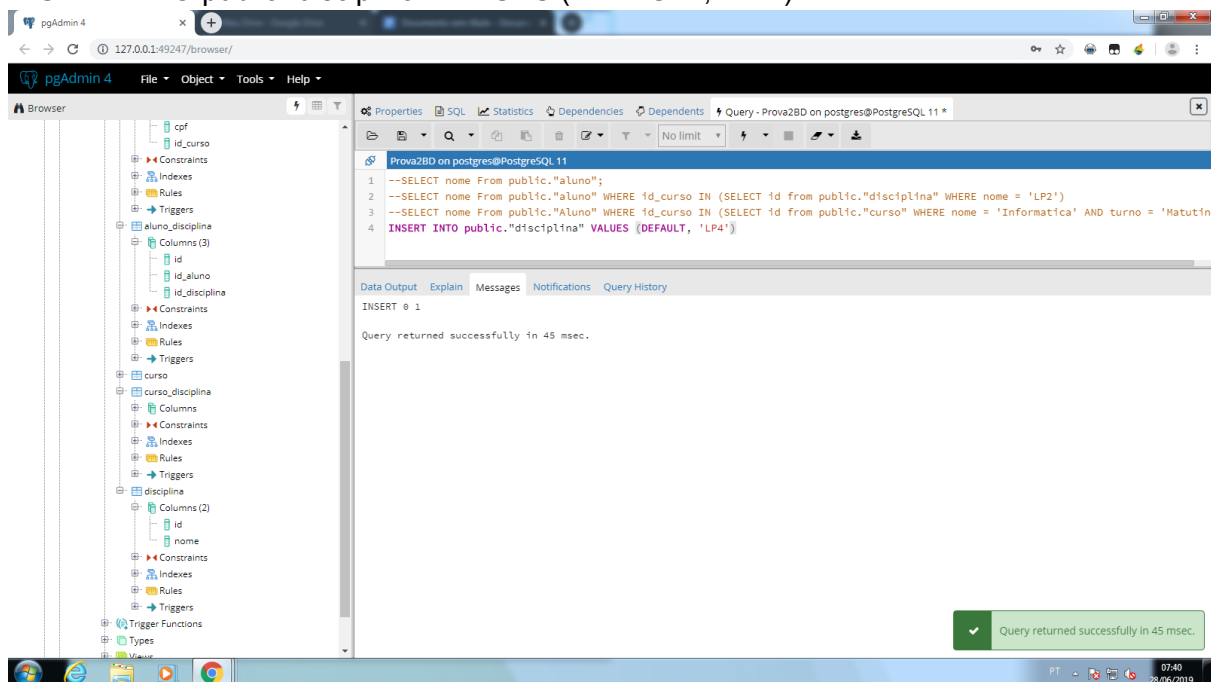 pgAdmin 4
127.0.0.1:49247/browser/
pgAdmin 4 File Object Tools Help
Browser
cpf
id_curso
Constraints
Indexes
Rules
Triggers
aluno_disciplina
Columns (3)
id
id_aluno
id_disciplina
Constraints
Indexes
Rules
Triggers
curso
curso_disciplina
Columns
Constraints
Indexes
Rules
Triggers
disciplina
Columns (2)
id
nome
Constraints
Indexes
Rules
Triggers
Trigger Functions
Types
Views
Properties SQL Statistics Dependencies Dependents Query - Prova2BD on postgres@PostgreSQL 11 *
No limit
Prova2BD on postgres@PostgreSQL 11
1 --SELECT nome From public."aluno";
2 --SELECT nome From public."Aluno" WHERE id_curso IN (SELECT id from public."disciplina" WHERE nome = 'LP2')
3 --SELECT nome From public."Aluno" WHERE id_curso IN (SELECT id from public."curso" WHERE nome = 'Informatica' AND turno = 'Matutin
4 INSERT INTO public."disciplina" VALUES (DEFAULT, 'LP4')
Data Output Explain Messages Notifications Query History
INSERT 0 1
Query returned successfully in 45 msec.
Query returned successfully in 45 msec.
PT
07:40
28/06/2019